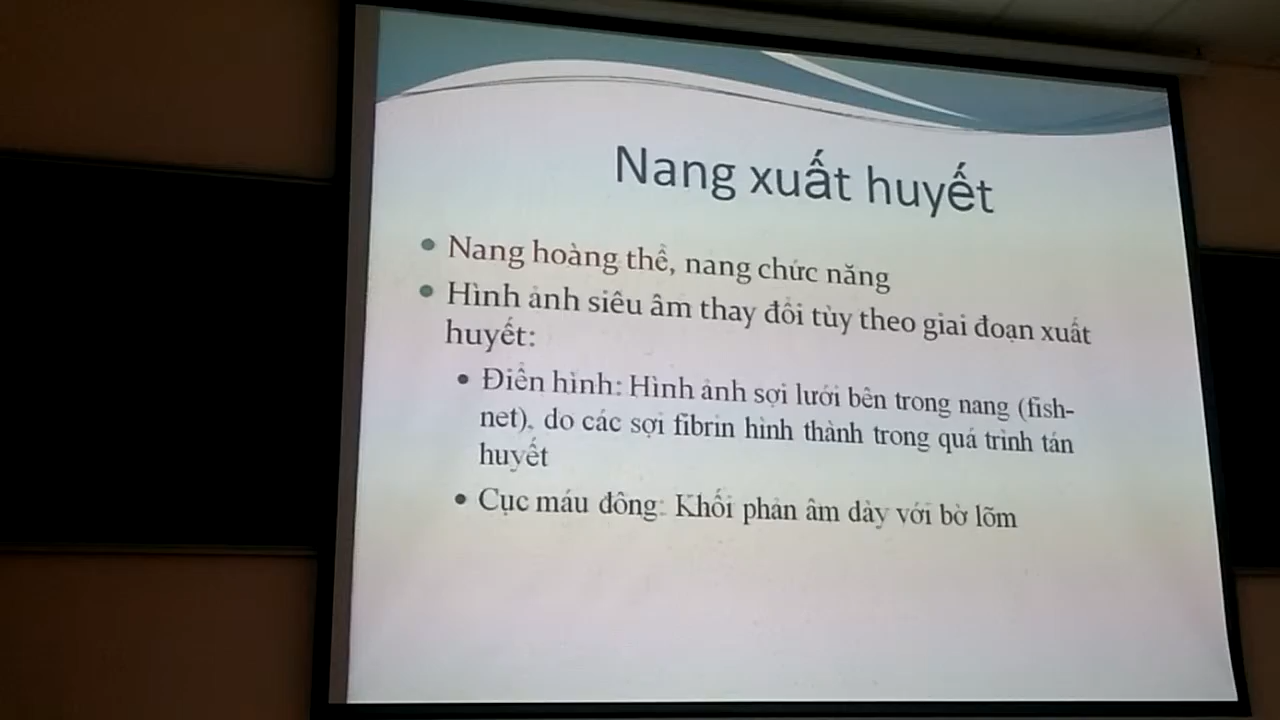 Nang xuất huyết
Nang hoàng thể, nang chức năng
Hình ảnh siêu âm thay đổi tùy theo giai đoạn xuất
huyết:
Điển hình: Hình ảnh sợi lưới bên trong nang (fish-
net), do các sợi fibrin hình thành trong quá trình tán
huyết
Cục máu đông: Khối phản âm dày với bờ lõm